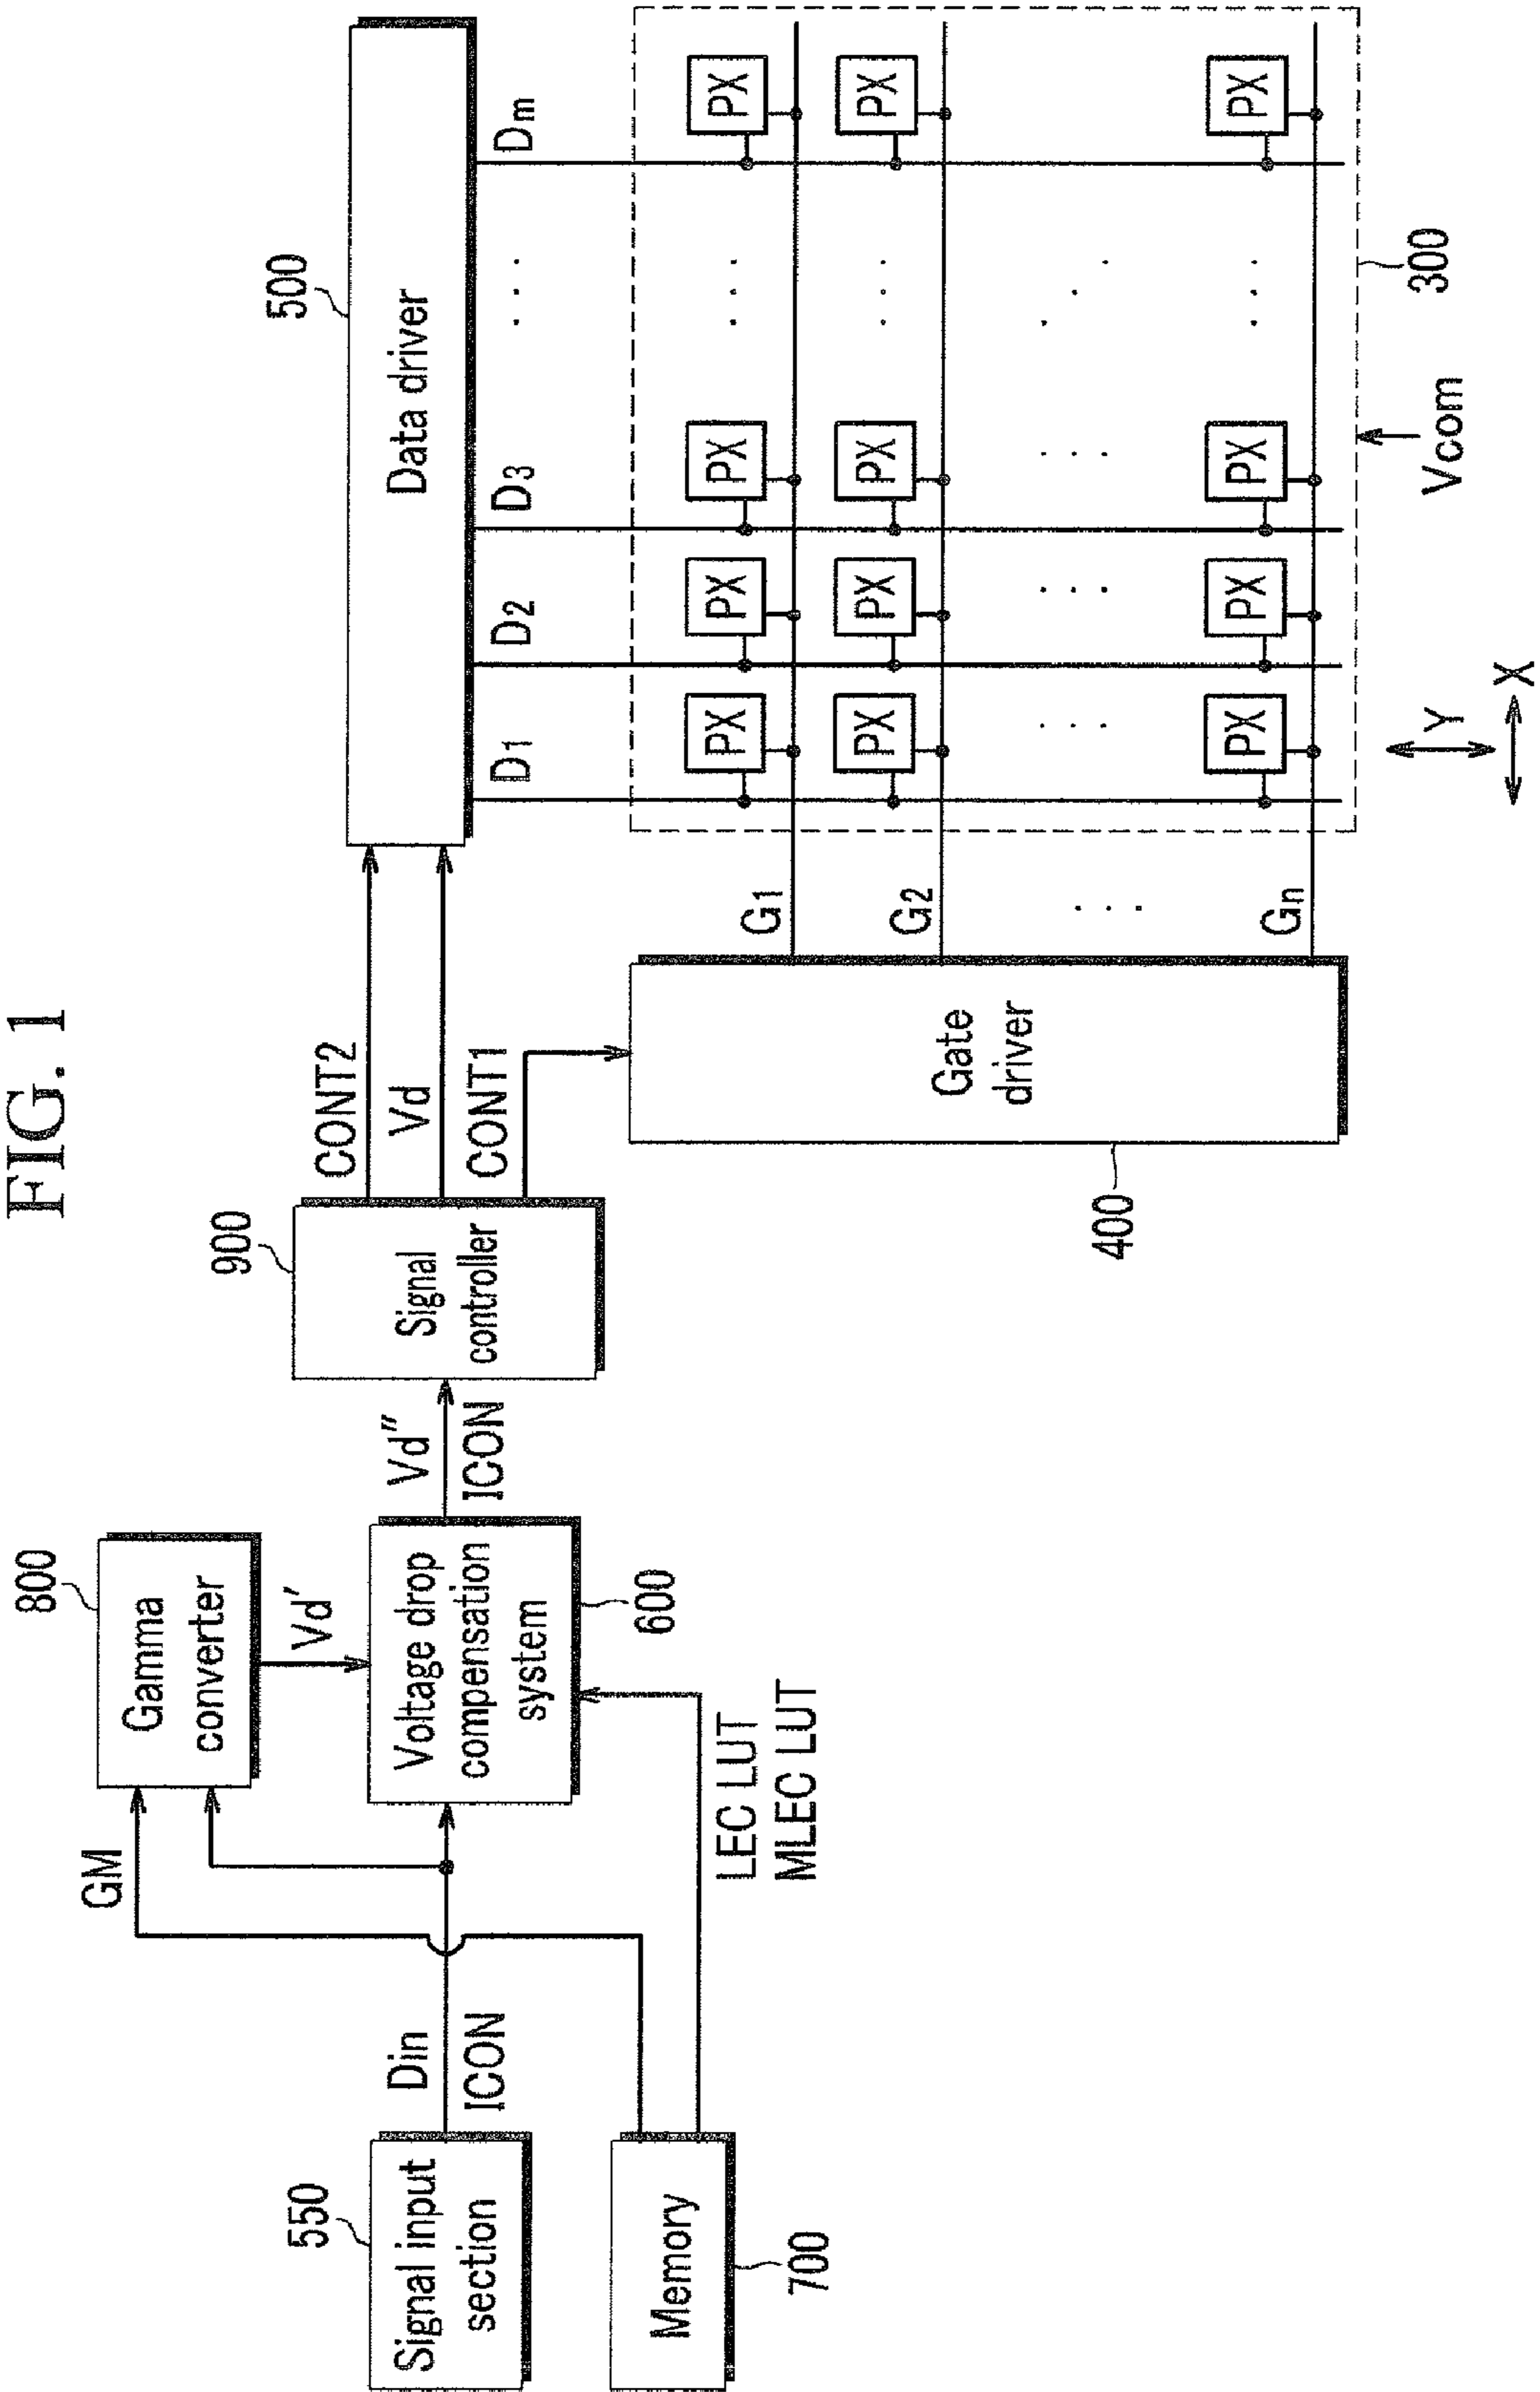 FIG. 1
500
Data driver
900
CONT2
Vd
CONT1
Signal
controller
D1
D2
D3
. . .
Dm
800
Gamma
converter
GM
Vd'
Vd"
ICON
Voltage drop
compensation
system
600
550
Signal input
section
Din
ICON
Memory
700
LEC LUT
MLEC LUT
Gate
driver
400
G1
PX
PX
PX
. . .
PX
G2
PX
PX
PX
. . .
PX
. . .
. . .
. . .
. . .
. . .
Gn
PX
PX
PX
. . .
PX
Vcom
300
Y
X